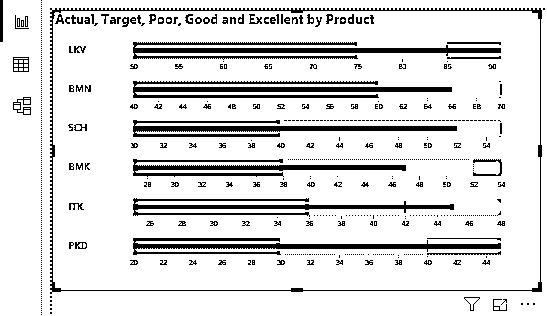 Actual, Target, Poor, Good and Excellent by Product
LKV
50 55 60 65 70 75 80 85 90
BMN
40 42 44 46 48 50 52 54 56 58 60 62 64 66 68 70
SCH
30 32 34 36 38 40 42 44 46 48 50 52 54
BMK
28 30 32 34 36 38 40 42 44 46 48 50 52 54
ITK
26 28 30 32 34 36 38 40 42 44 46 48
PKD
20 22 24 26 28 30 32 34 36 38 40 42 44